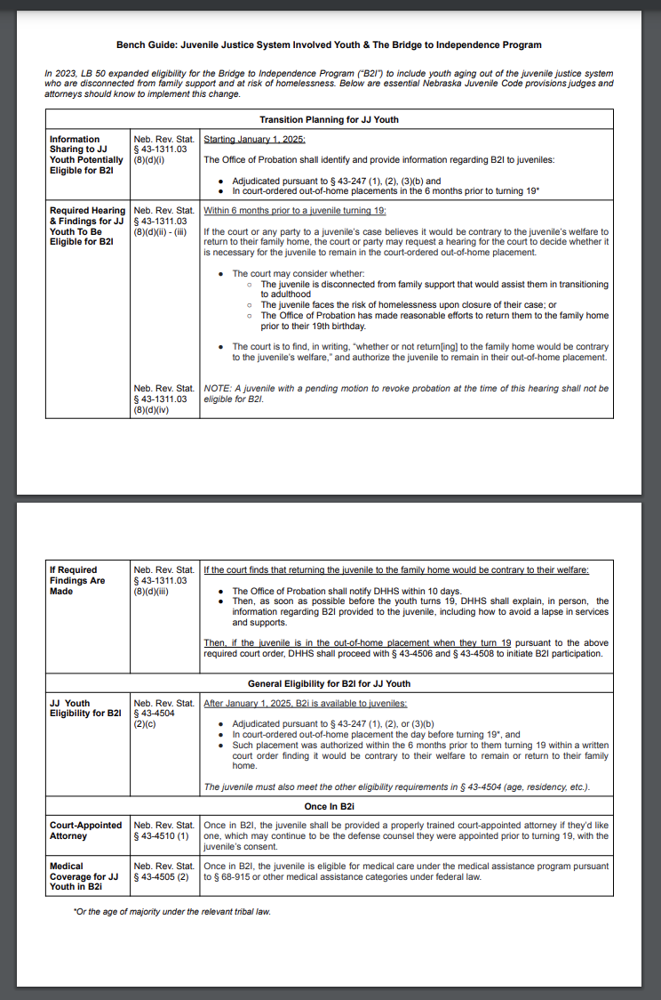 Bench Guide: Juvenile Justice System Involved Youth & The Bridge to Independence Program
In 2023, LB 50 expanded eligibility for the Bridge to Independence Program ("B2I") to include youth aging out of the juvenile justice system
who are disconnected from family support and at risk of homelessness. Below are essential Nebraska Juvenile Code provisions judges and
attorneys should know to implement this change.
Transition Planning for JJ Youth
Information
Sharing to JJ
Youth Potentially
Eligible for B2I
Neb. Rev. Stat.
§ 43-1311.03
(8)(d)(i)
Starting January 1, 2025:
The Office of Probation shall identify and provide information regarding B2I to juveniles:
● Adjudicated pursuant to § 43-247 (1), (2), (3)(b) and
● In court-ordered out-of-home placements in the 6 months prior to turning 19*
Required Hearing
& Findings for JJ
Youth To Be
Eligible for B2I
Neb. Rev. Stat.
§ 43-1311.03
(8)(d)(ii) - (iii)
Within 6 months prior to a juvenile turning 19:
If the court or any party to a juvenile's case believes it would be contrary to the juvenile's welfare to
return to their family home, the court or party may request a hearing for the court to decide whether it
is necessary for the juvenile to remain in the court-ordered out-of-home placement.
● The court may consider whether:
○ The juvenile is disconnected from family support that would assist them in transitioning
to adulthood
○ The juvenile faces the risk of homelessness upon closure of their case; or
○ The Office of Probation has made reasonable efforts to return them to the family home
prior to their 19th birthday.
● The court is to find, in writing, "whether or not return[ing] to the family home would be contrary
to the juvenile's welfare," and authorize the juvenile to remain in their out-of-home placement.
Neb. Rev. Stat.
§ 43-1311.03
(8)(d)(iv)
NOTE: A juvenile with a pending motion to revoke probation at the time of this hearing shall not be
eligible for B2I.
If Required
Findings Are
Made
Neb. Rev. Stat.
§ 43-1311.03
(8)(d)(iii)
If the court finds that returning the juvenile to the family home would be contrary to their welfare:
● The Office of Probation shall notify DHHS within 10 days.
● Then, as soon as possible before the youth turns 19, DHHS shall explain, in person, the
information regarding B2I provided to the juvenile, including how to avoid a lapse in services
and supports.
Then, if the juvenile is in the out-of-home placement when they turn 19 pursuant to the above
required court order, DHHS shall proceed with § 43-4506 and § 43-4508 to initiate B2I participation.
General Eligibility for B2I for JJ Youth
JJ Youth
Eligibility for B2I
Neb. Rev. Stat.
§ 43-4504
(2)(c)
After January 1, 2025, B2i is available to juveniles:
● Adjudicated pursuant to § 43-247 (1), (2), or (3)(b)
● In court-ordered out-of-home placement the day before turning 19*, and
● Such placement was authorized within the 6 months prior to them turning 19 within a written
court order finding it would be contrary to their welfare to remain or return to their family
home.
The juvenile must also meet the other eligibility requirements in § 43-4504 (age, residency, etc.).
Once In B2i
Court-Appointed
Attorney
Neb. Rev. Stat.
§ 43-4510 (1)
Once in B2I, the juvenile shall be provided a properly trained court-appointed attorney if they'd like
one, which may continue to be the defense counsel they were appointed prior to turning 19, with the
juvenile's consent.
Medical
Coverage for JJ
Youth in B2i
Neb. Rev. Stat.
§ 43-4505 (2)
Once in B2I, the juvenile is eligible for medical care under the medical assistance program pursuant
to § 68-915 or other medical assistance categories under federal law.
*Or the age of majority under the relevant tribal law.